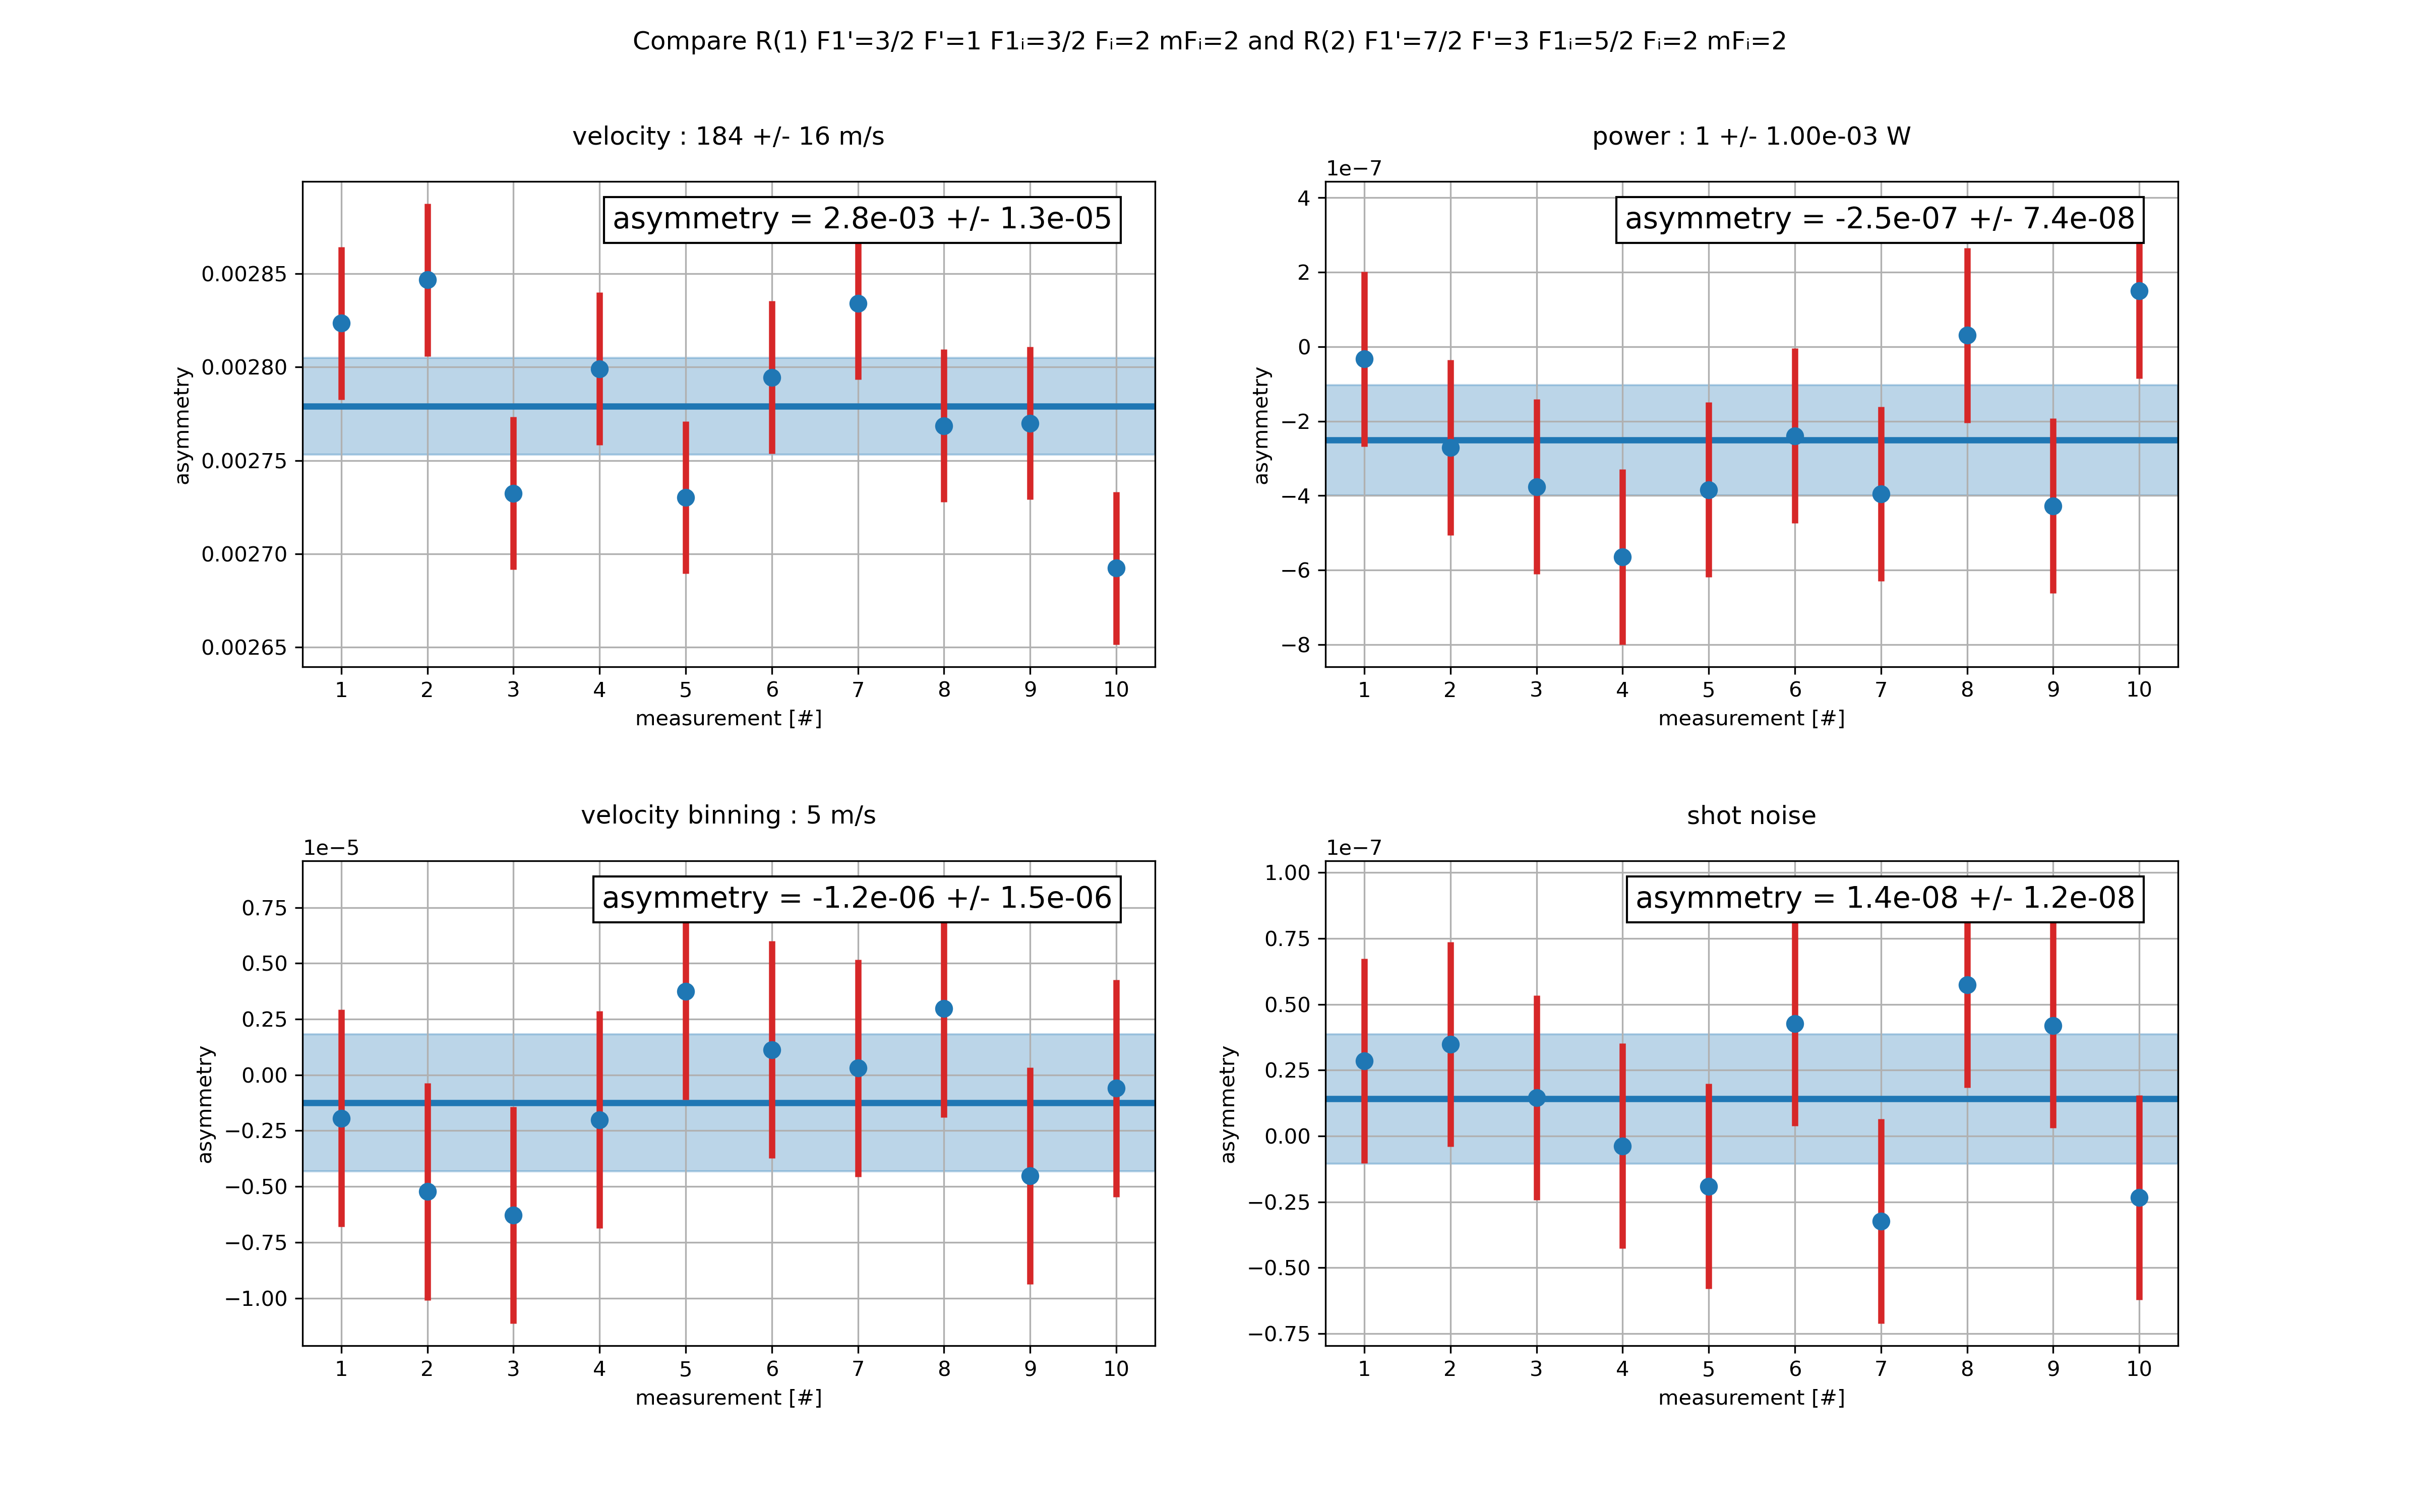 Compare R(1) F1'=3/2 F'=1 F1ᵢ=3/2 Fᵢ=2 mFᵢ=2 and R(2) F1'=7/2 F'=3 F1ᵢ=5/2 Fᵢ=2 mFᵢ=2
velocity : 184 +/- 16 m/s
asymmetry = 2.8e-03 +/- 1.3e-05
0.00285
0.00280
0.00275
0.00270
0.00265
asymmetry
1 2 3 4 5 6 7 8 9 10
measurement [#]
power : 1 +/- 1.00e-03 W
1e−7
asymmetry = -2.5e-07 +/- 7.4e-08
4
2
0
−2
−4
−6
−8
asymmetry
1 2 3 4 5 6 7 8 9 10
measurement [#]
velocity binning : 5 m/s
1e−5
asymmetry = -1.2e-06 +/- 1.5e-06
0.75
0.50
0.25
0.00
−0.25
−0.50
−0.75
−1.00
asymmetry
1 2 3 4 5 6 7 8 9 10
measurement [#]
shot noise
1e−7
asymmetry = 1.4e-08 +/- 1.2e-08
1.00
0.75
0.50
0.25
0.00
−0.25
−0.50
−0.75
asymmetry
1 2 3 4 5 6 7 8 9 10
measurement [#]